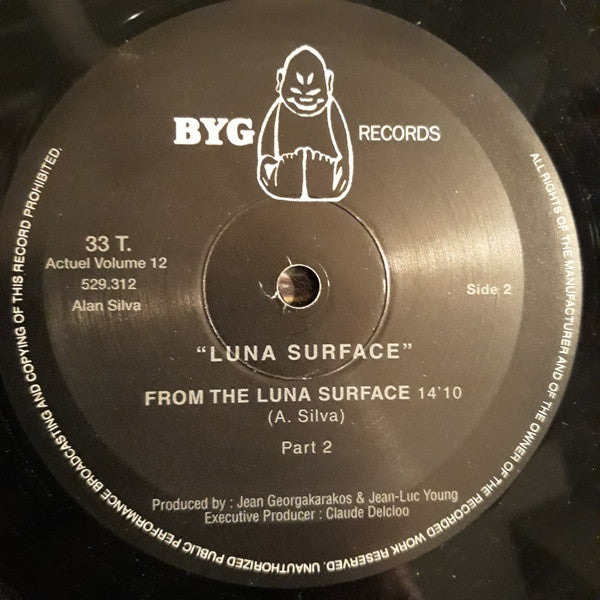 BYG RECORDS
33 T.
Actuel Volume 12
529.312
Alan Silva
Side 2
"LUNA SURFACE"
FROM THE LUNA SURFACE 14'10
(A. Silva)
Part 2
Produced by : Jean Georgakarakos & Jean-Luc Young
Executive Producer : Claude Delcloo
ALL RIGHTS OF THE MANUFACTURER AND OF THE OWNER OF THE RECORDED WORK RESERVED. UNAUTHORIZED PUBLIC PERFORMANCE BROADCASTING AND COPYING OF THIS RECORD PROHIBITED.